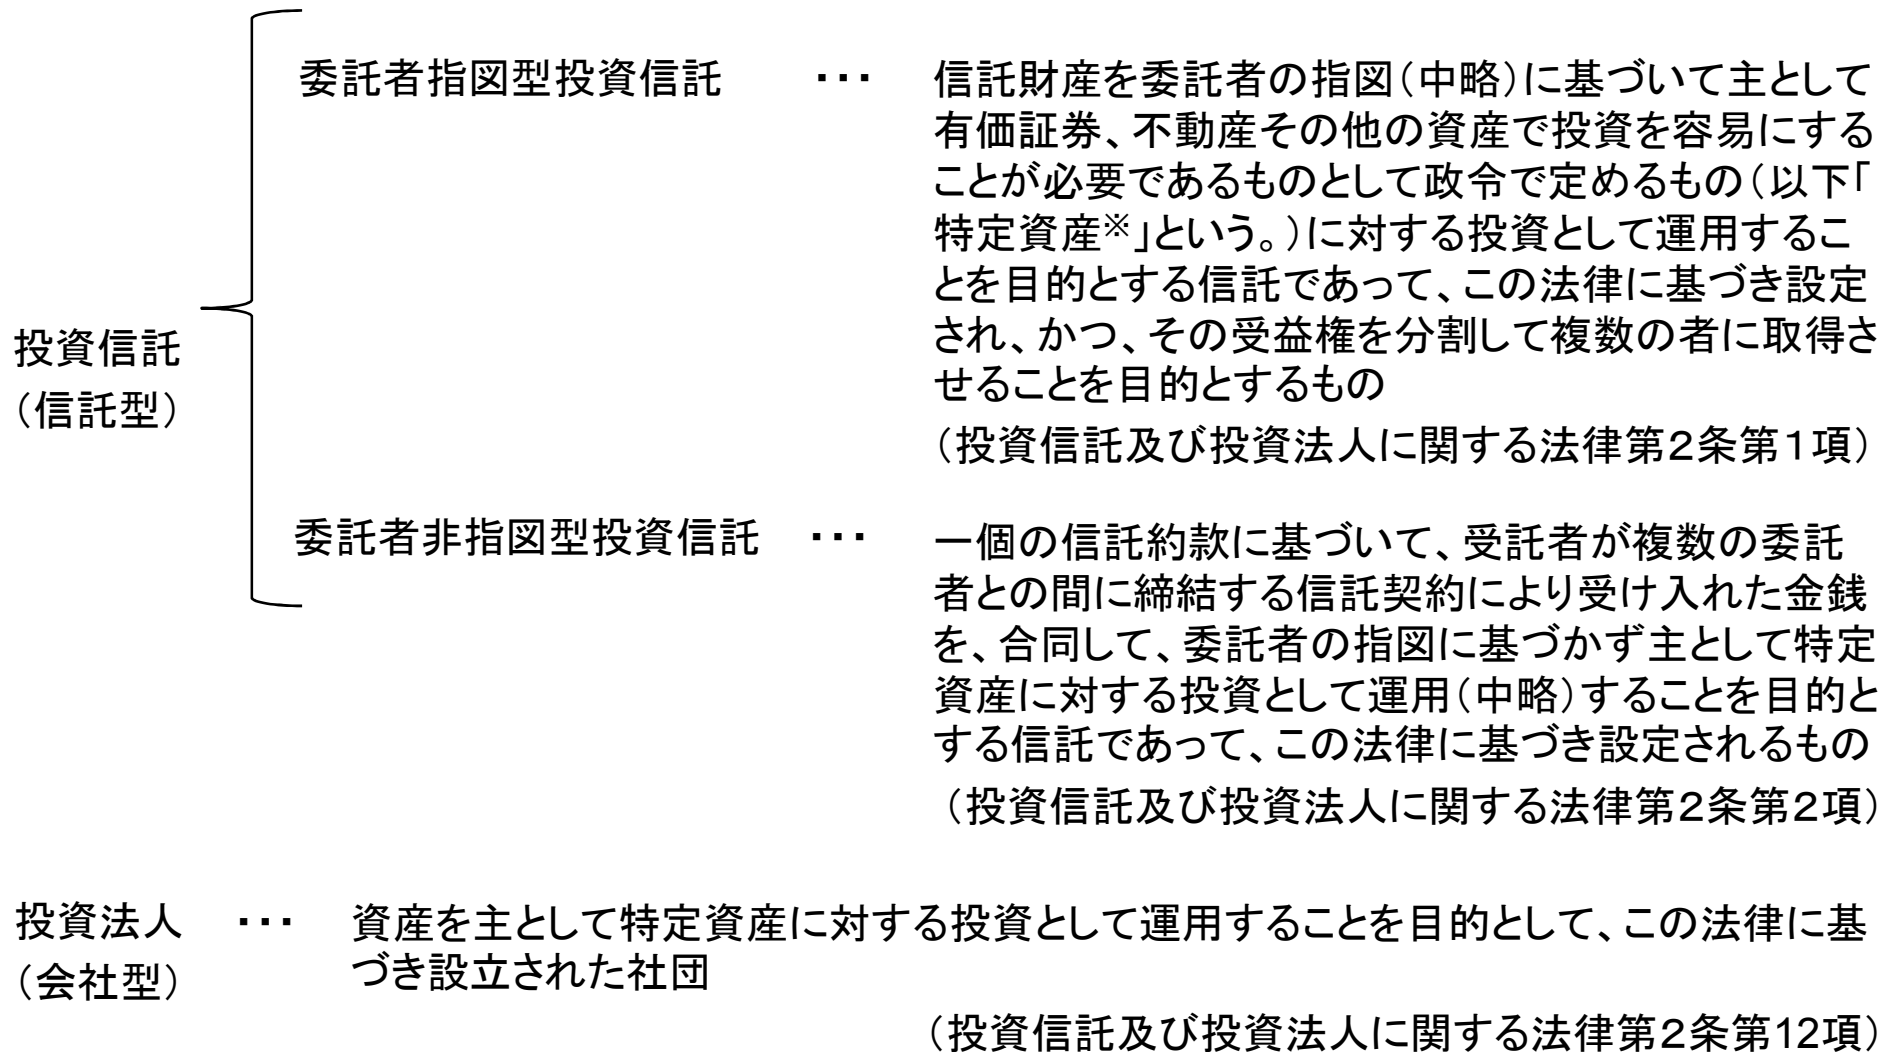 投資信託
（信託型）
委託者指図型投資信託　・・・
信託財産を委託者の指図（中略）に基づいて主として
有価証券、不動産その他の資産で投資を容易にする
ことが必要であるものとして政令で定めるもの（以下「
特定資産※」という。）に対する投資として運用するこ
とを目的とする信託であって、この法律に基づき設定
され、かつ、その受益権を分割して複数の者に取得さ
せることを目的とするもの
（投資信託及び投資法人に関する法律第２条第１項）
委託者非指図型投資信託　・・・
一個の信託約款に基づいて、受託者が複数の委託
者との間に締結する信託契約により受け入れた金銭
を、合同して、委託者の指図に基づかず主として特定
資産に対する投資として運用（中略）することを目的と
する信託であって、この法律に基づき設定されるもの
（投資信託及び投資法人に関する法律第２条第２項）
投資法人　・・・
（会社型）
資産を主として特定資産に対する投資として運用することを目的として、この法律に基
づき設立された社団
（投資信託及び投資法人に関する法律第２条第12項）